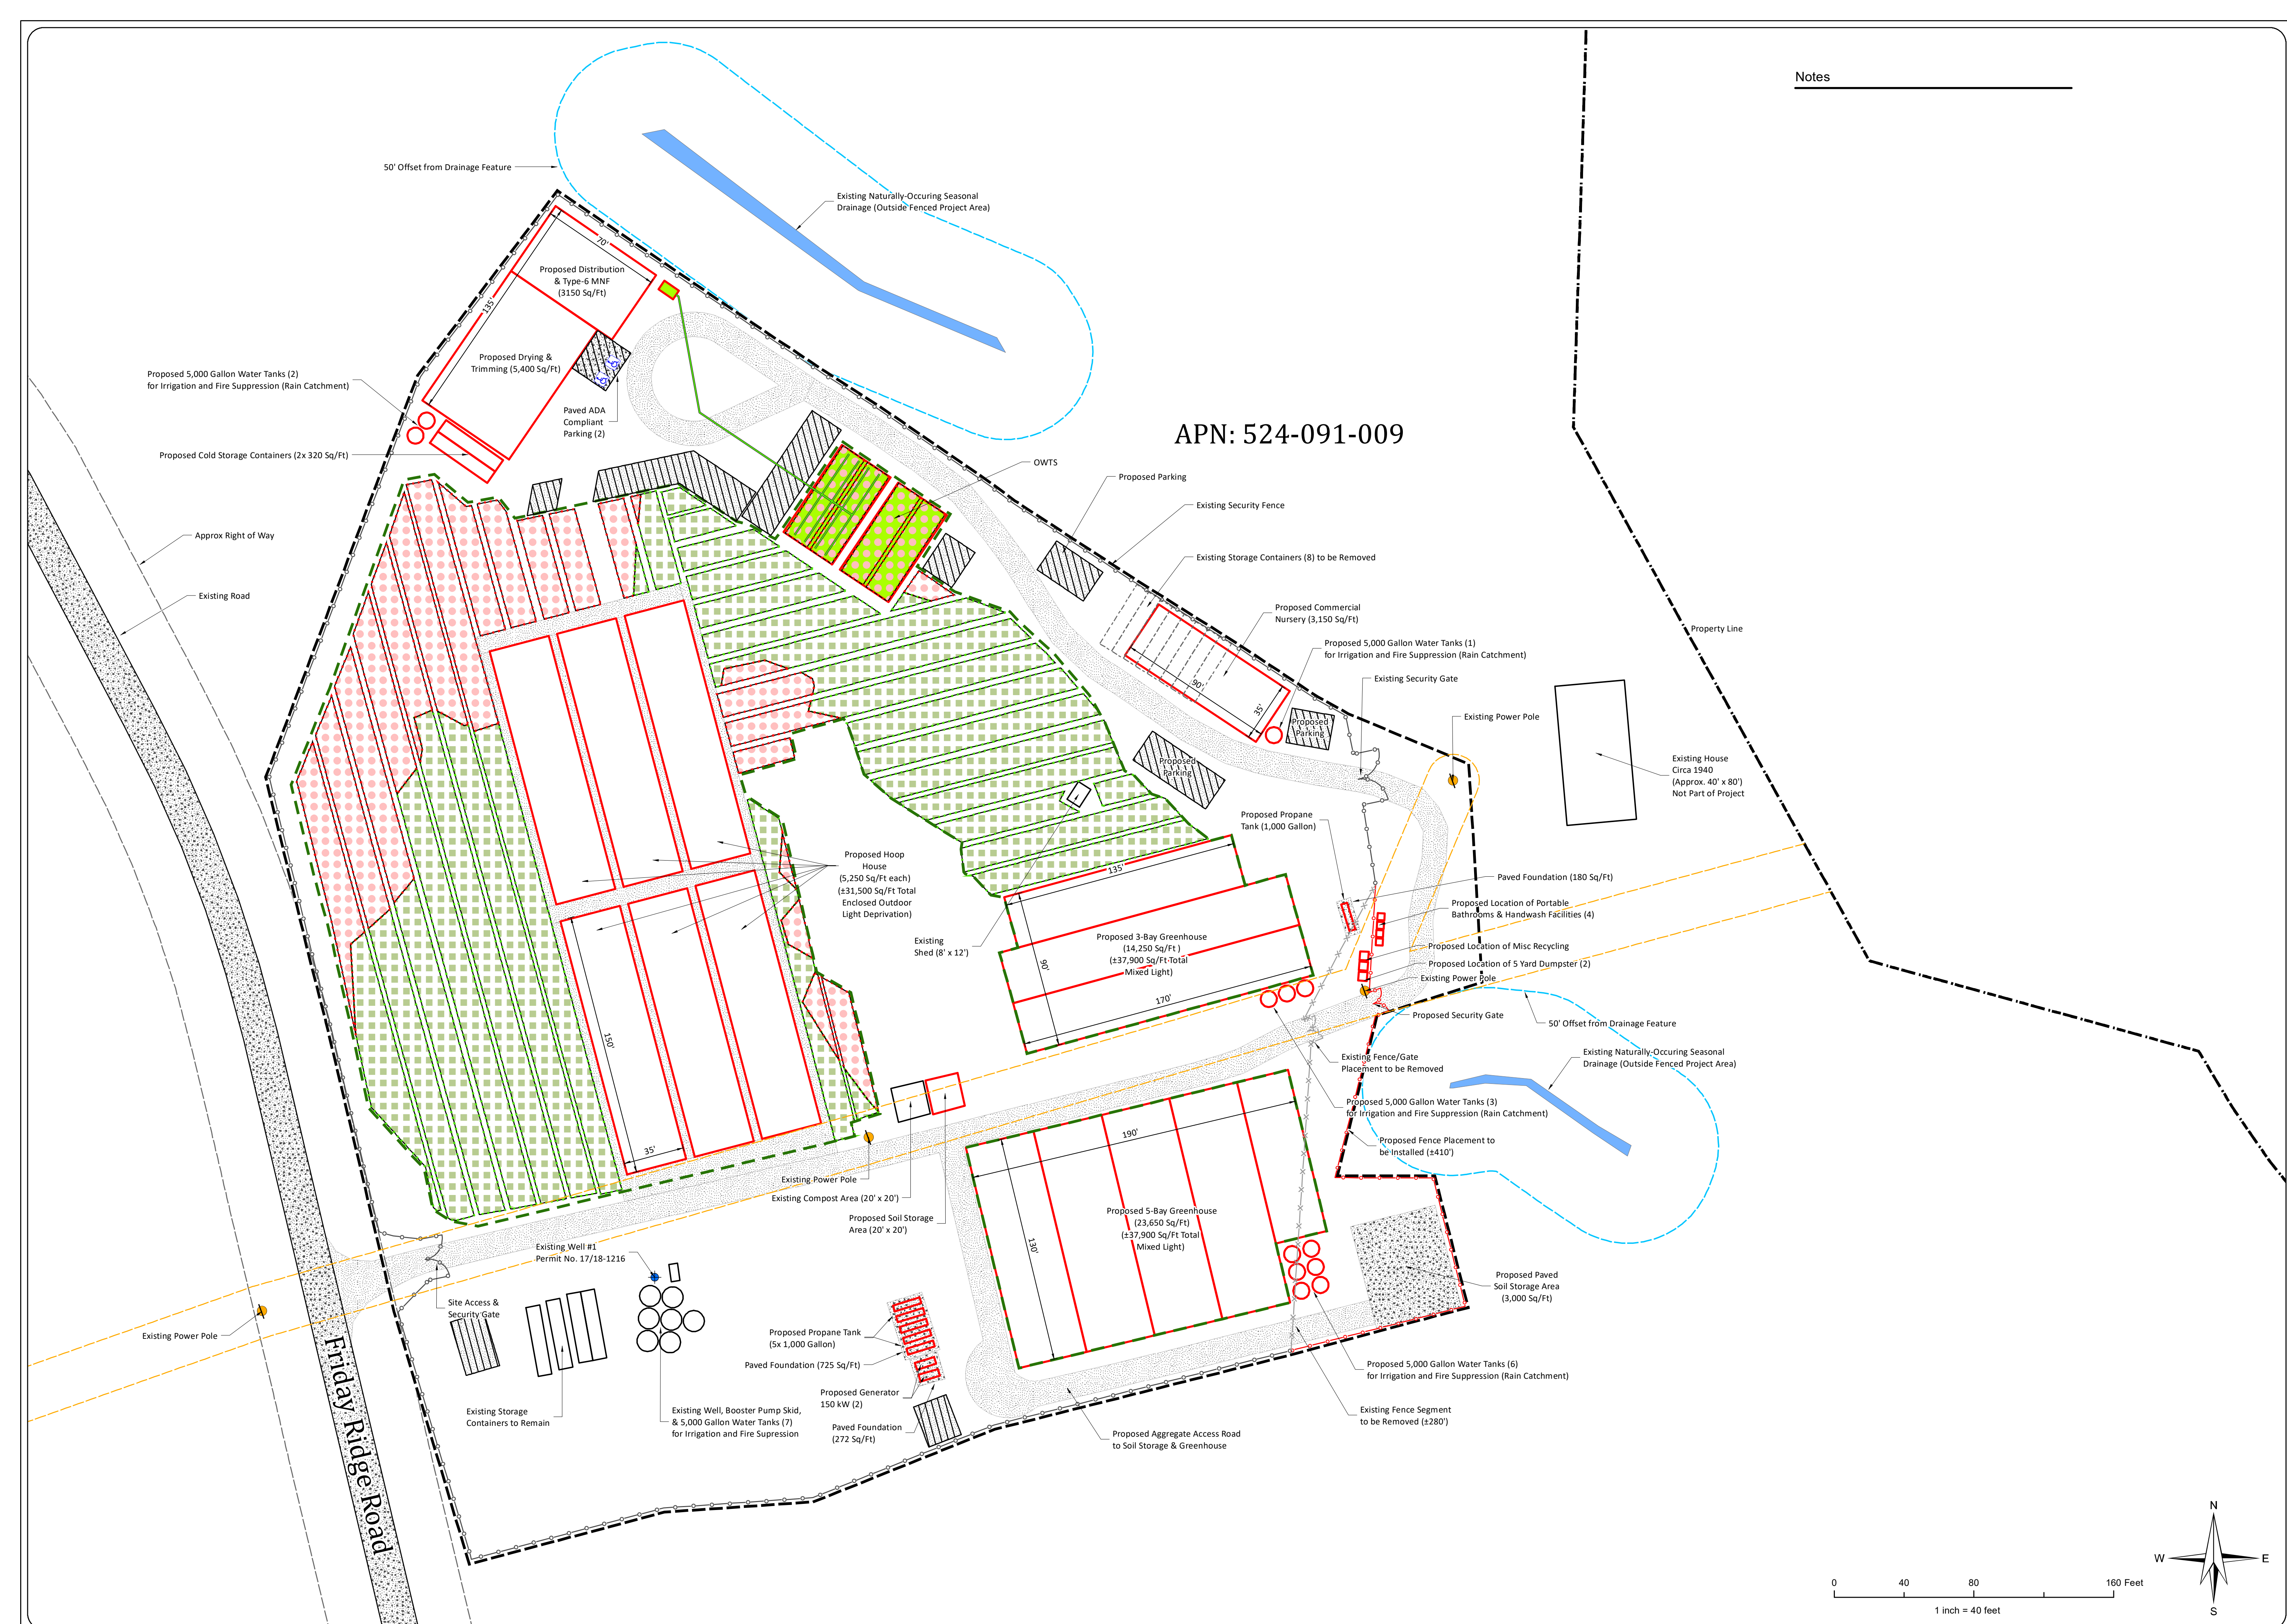 Notes
50' Offset from Drainage Feature
Existing Naturally-Occuring Seasonal
Drainage (Outside Fenced Project Area)
70'
Proposed Distribution
& Type-6 MNF
(3150 Sq/Ft)
135'
Proposed Drying &
Trimming (5,400 Sq/Ft)
Proposed 5,000 Gallon Water Tanks (2)
for Irrigation and Fire Suppression (Rain Catchment)
Paved ADA
Compliant
Parking (2)
Proposed Cold Storage Containers (2x 320 Sq/Ft)
APN: 524-091-009
OWTS
Proposed Parking
Existing Security Fence
Approx Right of Way
Existing Storage Containers (8) to be Removed
Existing Road
Proposed Commercial
Nursery (3,150 Sq/Ft)
Proposed 5,000 Gallon Water Tanks (1)
for Irrigation and Fire Suppression (Rain Catchment)
Property Line
Existing Security Gate
90'
35'
Existing Power Pole
Proposed
Parking
Proposed
Parking
Existing House
Circa 1940
(Approx. 40' x 80')
Not Part of Project
Proposed Propane
Tank (1,000 Gallon)
Proposed Hoop
House
(5,250 Sq/Ft each)
(±31,500 Sq/Ft Total
Enclosed Outdoor
Light Deprivation)
135'
Paved Foundation (180 Sq/Ft)
Proposed Location of Portable
Bathrooms & Handwash Facilities (4)
Existing
Shed (8' x 12')
Proposed 3-Bay Greenhouse
(14,250 Sq/Ft )
(±37,900 Sq/Ft Total
Mixed Light)
90'
170'
Proposed Location of Misc Recycling
Proposed Location of 5 Yard Dumpster (2)
Existing Power Pole
Proposed Security Gate
50' Offset from Drainage Feature
150'
35'
Existing Fence/Gate
Placement to be Removed
Existing Naturally-Occuring Seasonal
Drainage (Outside Fenced Project Area)
Proposed 5,000 Gallon Water Tanks (3)
for Irrigation and Fire Suppression (Rain Catchment)
190'
Proposed Fence Placement to
be Installed (±410')
Existing Power Pole
Existing Compost Area (20' x 20')
Proposed Soil Storage
Area (20' x 20')
Proposed 5-Bay Greenhouse
(23,650 Sq/Ft)
(±37,900 Sq/Ft Total
Mixed Light)
130'
Existing Well #1
Permit No. 17/18-1216
Proposed Paved
Soil Storage Area
(3,000 Sq/Ft)
Site Access &
Security Gate
Existing Power Pole
Proposed Propane Tank
(5x 1,000 Gallon)
Paved Foundation (725 Sq/Ft)
Proposed 5,000 Gallon Water Tanks (6)
for Irrigation and Fire Suppression (Rain Catchment)
Proposed Generator
150 kW (2)
Existing Storage
Containers to Remain
Existing Well, Booster Pump Skid,
& 5,000 Gallon Water Tanks (7)
for Irrigation and Fire Supression
Paved Foundation
(272 Sq/Ft)
Existing Fence Segment
to be Removed (±280')
Proposed Aggregate Access Road
to Soil Storage & Greenhouse
Friday Ridge Road
N
W
E
S
0 40 80 160 Feet
1 inch = 40 feet